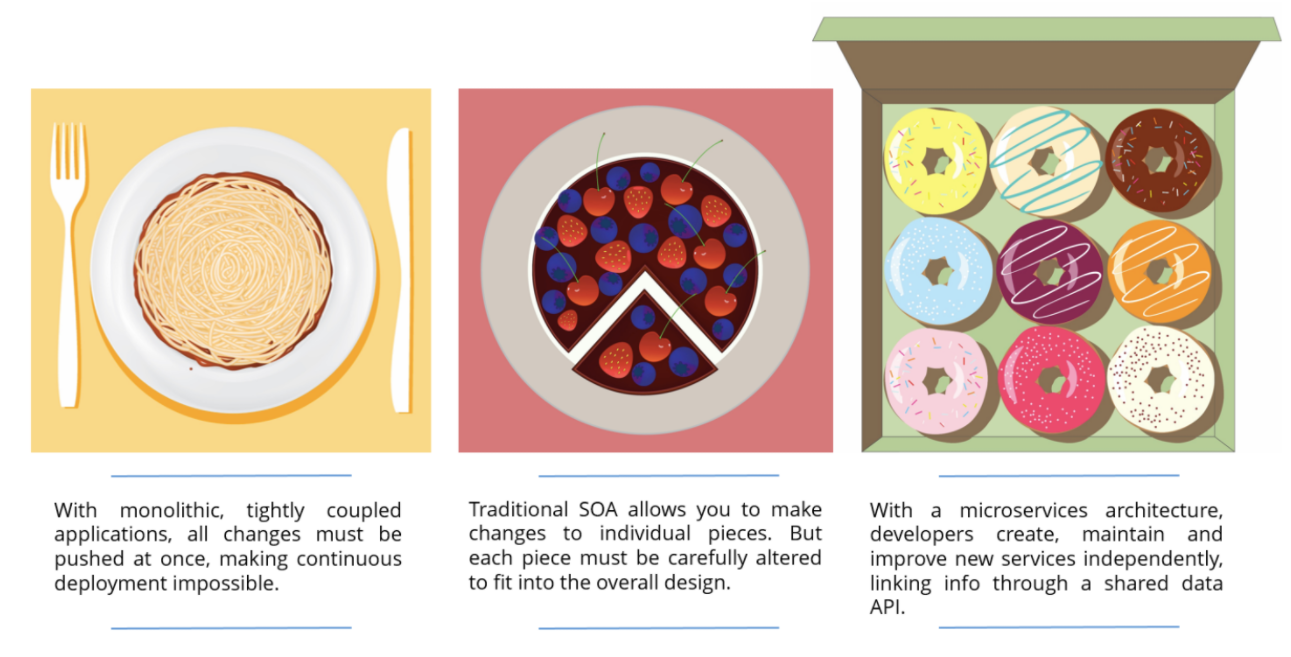 With monolithic, tightly coupled
applications, all changes must be
pushed at once, making continuous
deployment impossible.
Traditional SOA allows you to make
changes to individual pieces. But
each piece must be carefully altered
to fit into the overall design.
With a microservices architecture,
developers create, maintain and
improve new services independently,
linking info through a shared data
API.